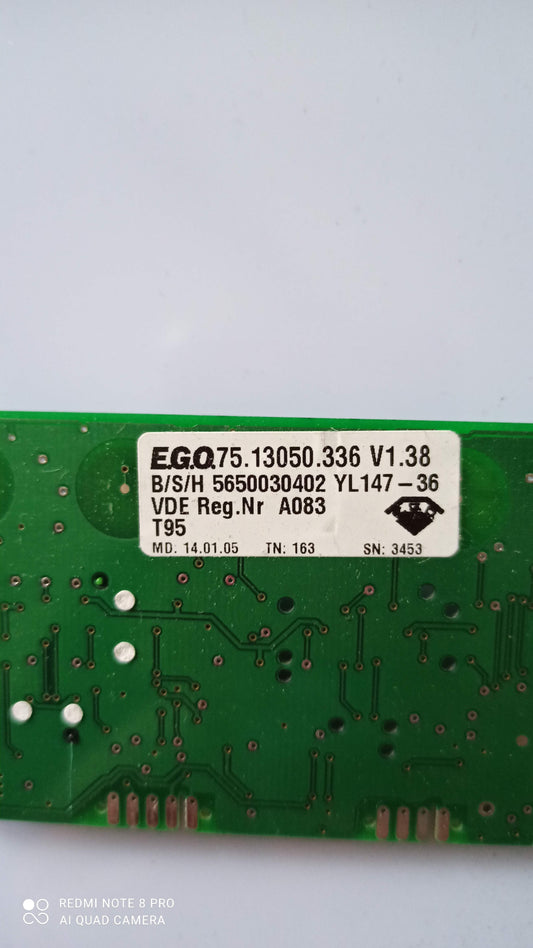 E.G.O. 75.13050.336 V1.38
B/S/H 5650030402 YL147-36
VDE Reg.Nr A083
T95
MD: 14.01.05 TN: 163 SN: 3453
REDMI NOTE 8 PRO
AI QUAD CAMERA